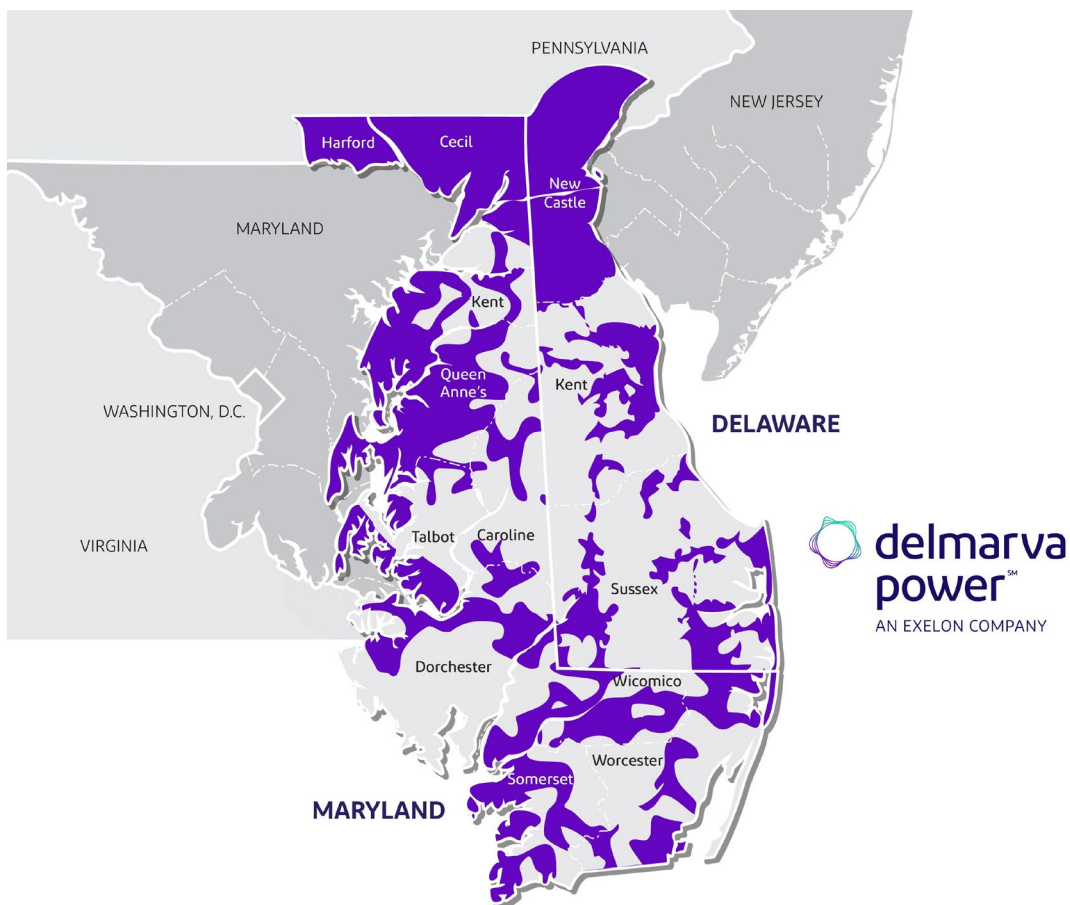 PENNSYLVANIA
NEW JERSEY
Harford
Cecil
New
Castle
MARYLAND
Kent
Queen
Anne's
Kent
WASHINGTON, D.C.
DELAWARE
VIRGINIA
Talbot
Caroline
Sussex
delmarva
power℠
AN EXELON COMPANY
Dorchester
Wicomico
Worcester
Somerset
MARYLAND